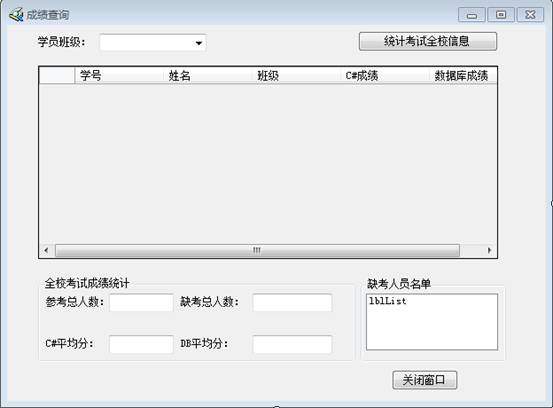 成绩查询
学员班级:
统计考试全校信息
学号 姓名 班级 C#成绩 数据库成绩
全校考试成绩统计
参考总人数: 缺考总人数:
C#平均分: DB平均分:
缺考人员名单
lblList
关闭窗口